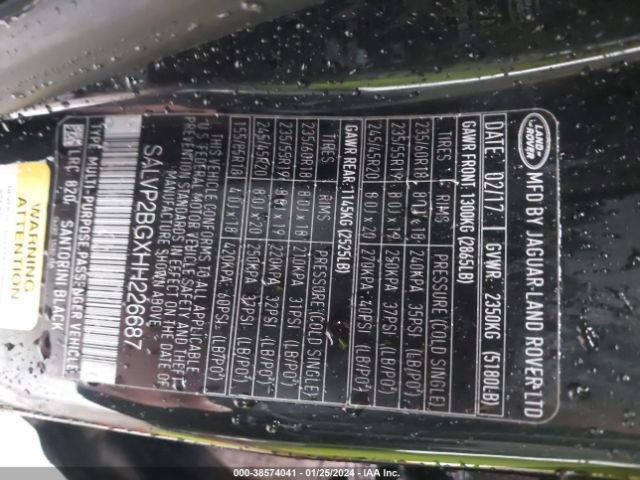 LAND
ROVER
MFD BY JAGUAR LAND ROVER LTD
DATE: 02/17 GVWR: 2350KG (5180LB)
GAWR FRONT: 1300KG (2865LB)
TIRES RIMS PRESSURE (COLD SINGLE)
235/60R18 8.0 x 18 240KPA 35PSI (LB/PO²)
235/55R19 8.0 x 19 260KPA 37PSI (LB/PO²)
245/45R20 8.0 x 20 270KPA 40PSI (LB/PO²)
GAWR REAR: 1145KG (2525LB)
TIRES RIMS PRESSURE (COLD SINGLE)
235/60R18 8.0 x 18 210KPA 31PSI (LB/PO²)
235/55R19 8.0 x 19 220KPA 32PSI (LB/PO²)
245/45R20 8.0 x 20 250KPA 37PSI (LB/PO²)
155/85R18 4.0 x 18 420KPA 60PSI (LB/PO²)
THIS VEHICLE CONFORMS TO ALL APPLICABLE
U.S. FEDERAL MOTOR VEHICLE SAFETY, BUMPER AND THEFT
PREVENTION STANDARDS IN EFFECT ON THE DATE OF
MANUFACTURE SHOWN ABOVE
SALVP2BGXHH226687
TYPE: MULTI-PURPOSE PASSENGER VEHICLE
LRC 820 SANTORINI BLACK
WARNING
000-38574041 - 01/25/2024 - IAAI.COM